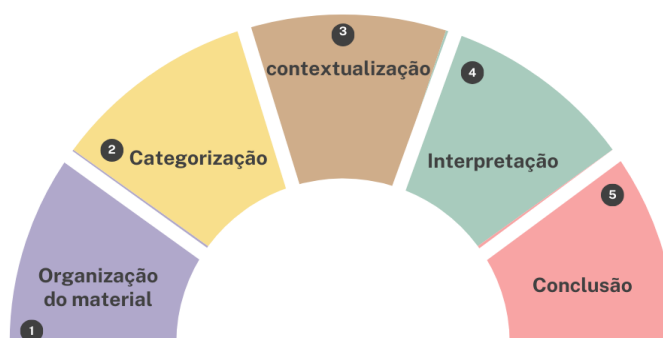 1
Organização
do material
2
Categorização
3
contextualização
4
Interpretação
5
Conclusão